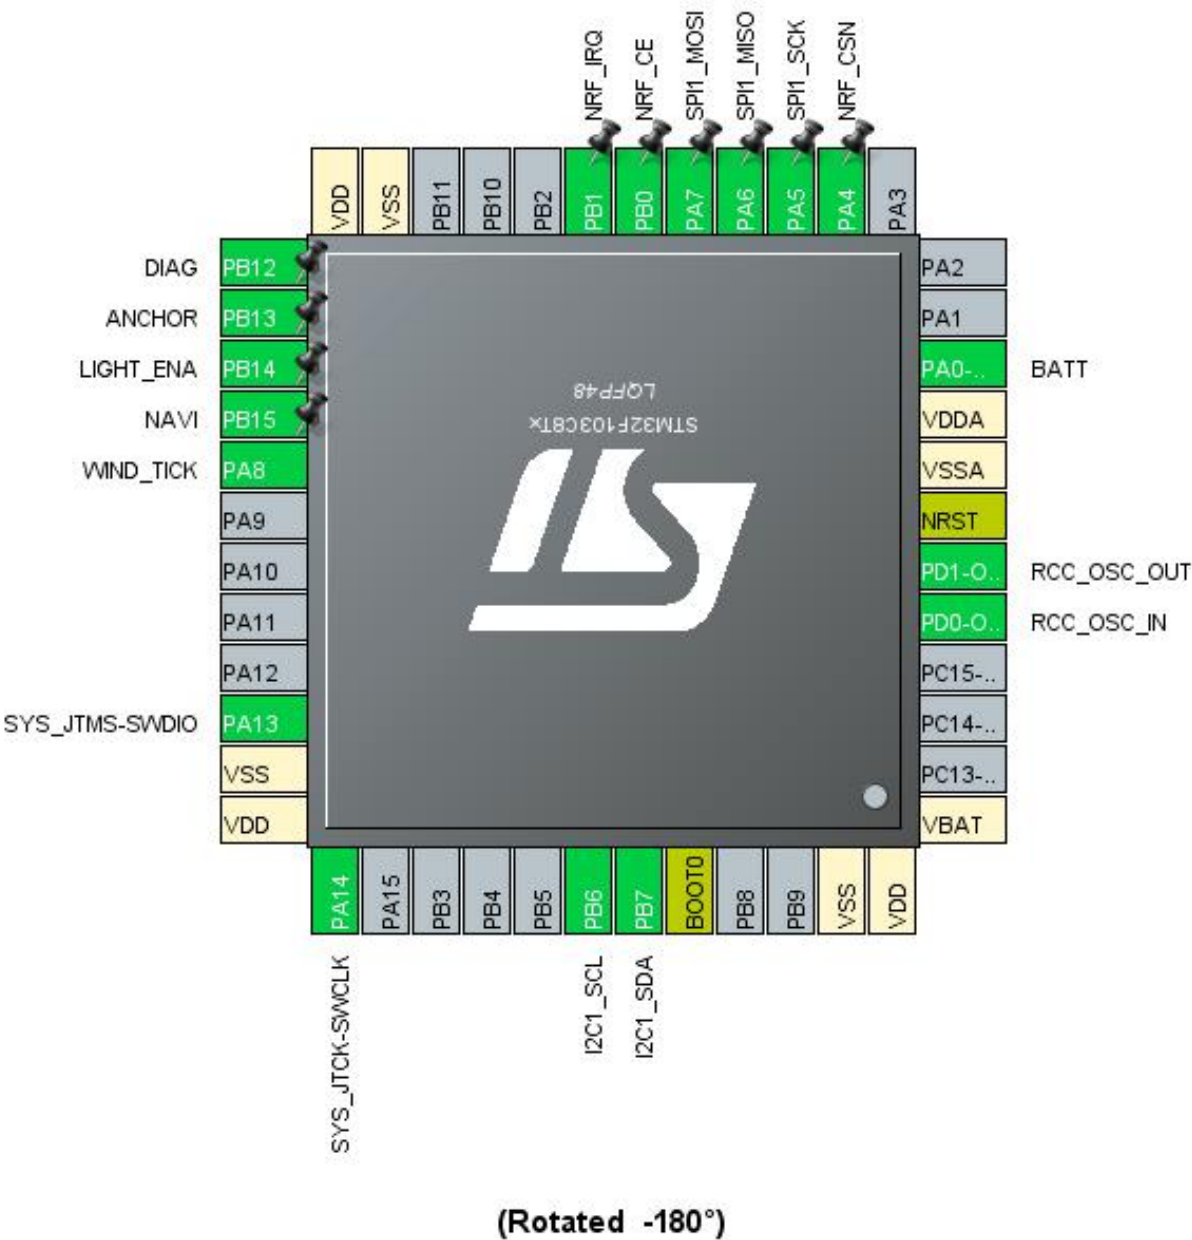 NRF_IRQ
NRF_CE
SPI1_MOSI
SPI1_MISO
SPI1_SCK
NRF_CSN
VDD
VSS
PB11
PB10
PB2
PB1
PB0
PA7
PA6
PA5
PA4
PA3
DIAG PB12
ANCHOR PB13
LIGHT_ENA PB14
NAVI PB15
WIND_TICK PA8
PA9
PA10
PA11
PA12
SYS_JTMS-SWDIO PA13
VSS
VDD
LQFP48
STM32F103C8Tx
PA2
PA1
PA0-.. BATT
VDDA
VSSA
NRST
PD1-O.. RCC_OSC_OUT
PD0-O.. RCC_OSC_IN
PC15-..
PC14-..
PC13-..
VBAT
PA14
PA15
PB3
PB4
PB5
PB6
PB7
BOOT0
PB8
PB9
VSS
VDD
SYS_JTCK-SWCLK
I2C1_SCL
I2C1_SDA
(Rotated -180°)